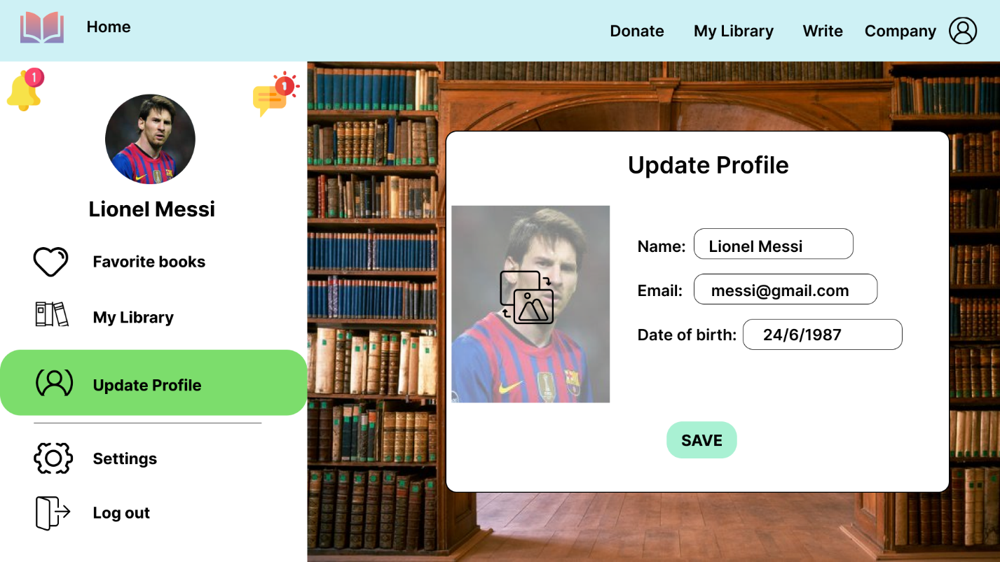 Home
Donate
My Library
Write
Company
1
1
Lionel Messi
Favorite books
My Library
Update Profile
Settings
Log out
Update Profile
Name: Lionel Messi
Email: messi@gmail.com
Date of birth: 24/6/1987
SAVE